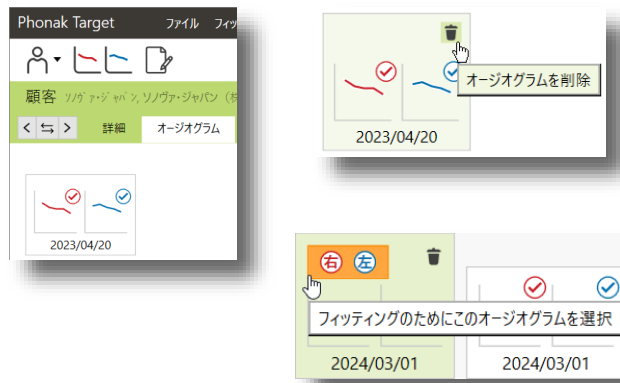 Phonak Target ファイル フィッ
顧客 ソノヴァ・ジャパン, ソノヴァ・ジャパン (株
詳細 オージオグラム
2023/04/20
オージオグラムを削除
2023/04/20
右 左
フィッティングのためにこのオージオグラムを選択
2024/03/01 2024/03/01